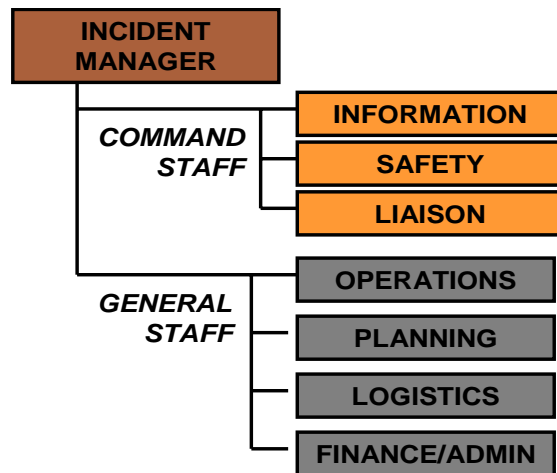 INCIDENT
MANAGER
INFORMATION
COMMAND
STAFF
SAFETY
LIAISON
OPERATIONS
GENERAL
STAFF
PLANNING
LOGISTICS
FINANCE/ADMIN